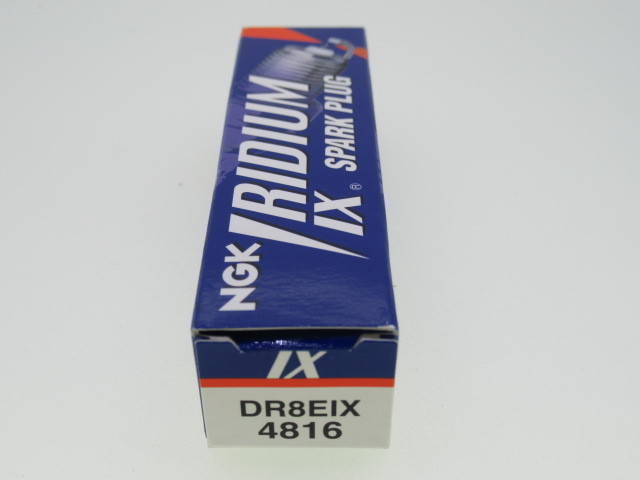 NGK
IRIDIUM
IX®
SPARK PLUG
IX
DR8EIX
4816